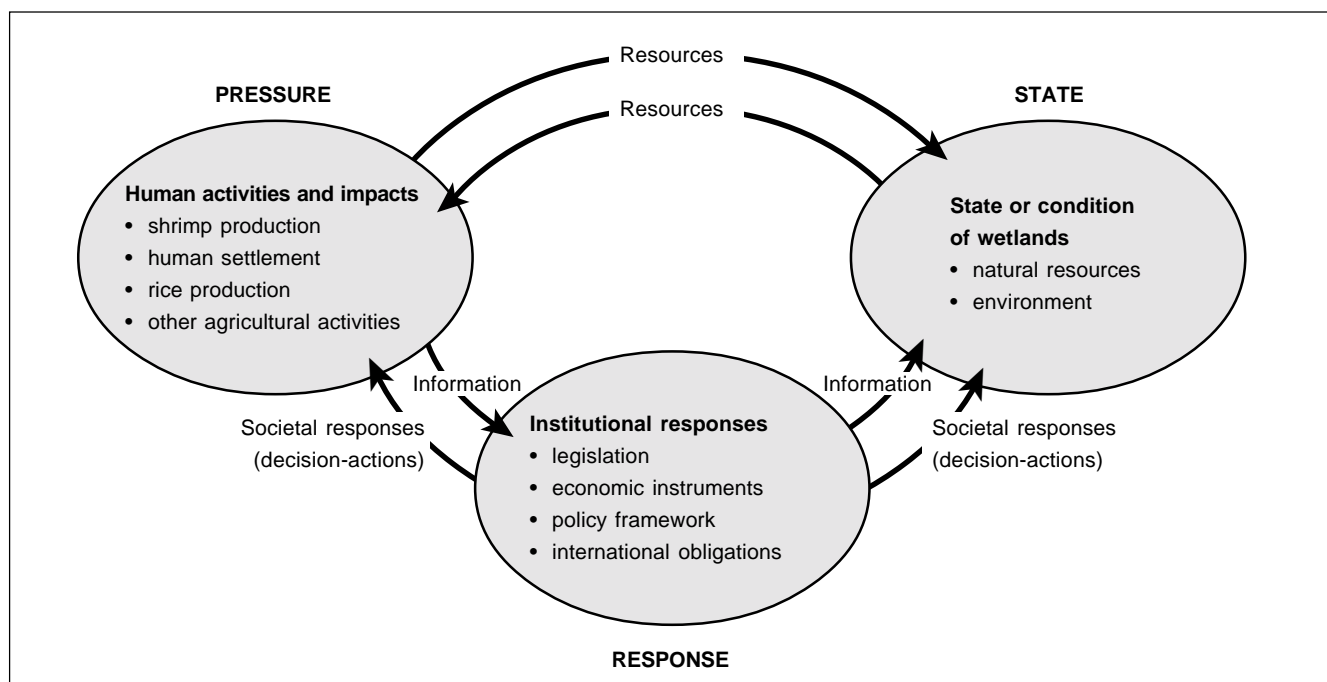 Resources
PRESSURE
STATE
Resources
Human activities and impacts
• shrimp production
• human settlement
• rice production
• other agricultural activities
State or condition
of wetlands
• natural resources
• environment
Information
Information
Societal responses
(decision-actions)
Institutional responses
• legislation
• economic instruments
• policy framework
• international obligations
Societal responses
(decision-actions)
RESPONSE